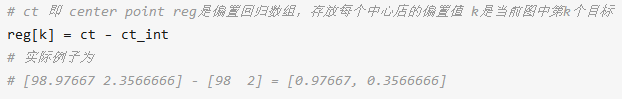 # ct 即 center point reg是偏置回归数组，存放每个中心店的偏置值 k是当前图中第k个目标
reg[k] = ct - ct_int
# 实际例子为
# [98.97667 2.3566666] - [98  2] = [0.97667, 0.3566666]